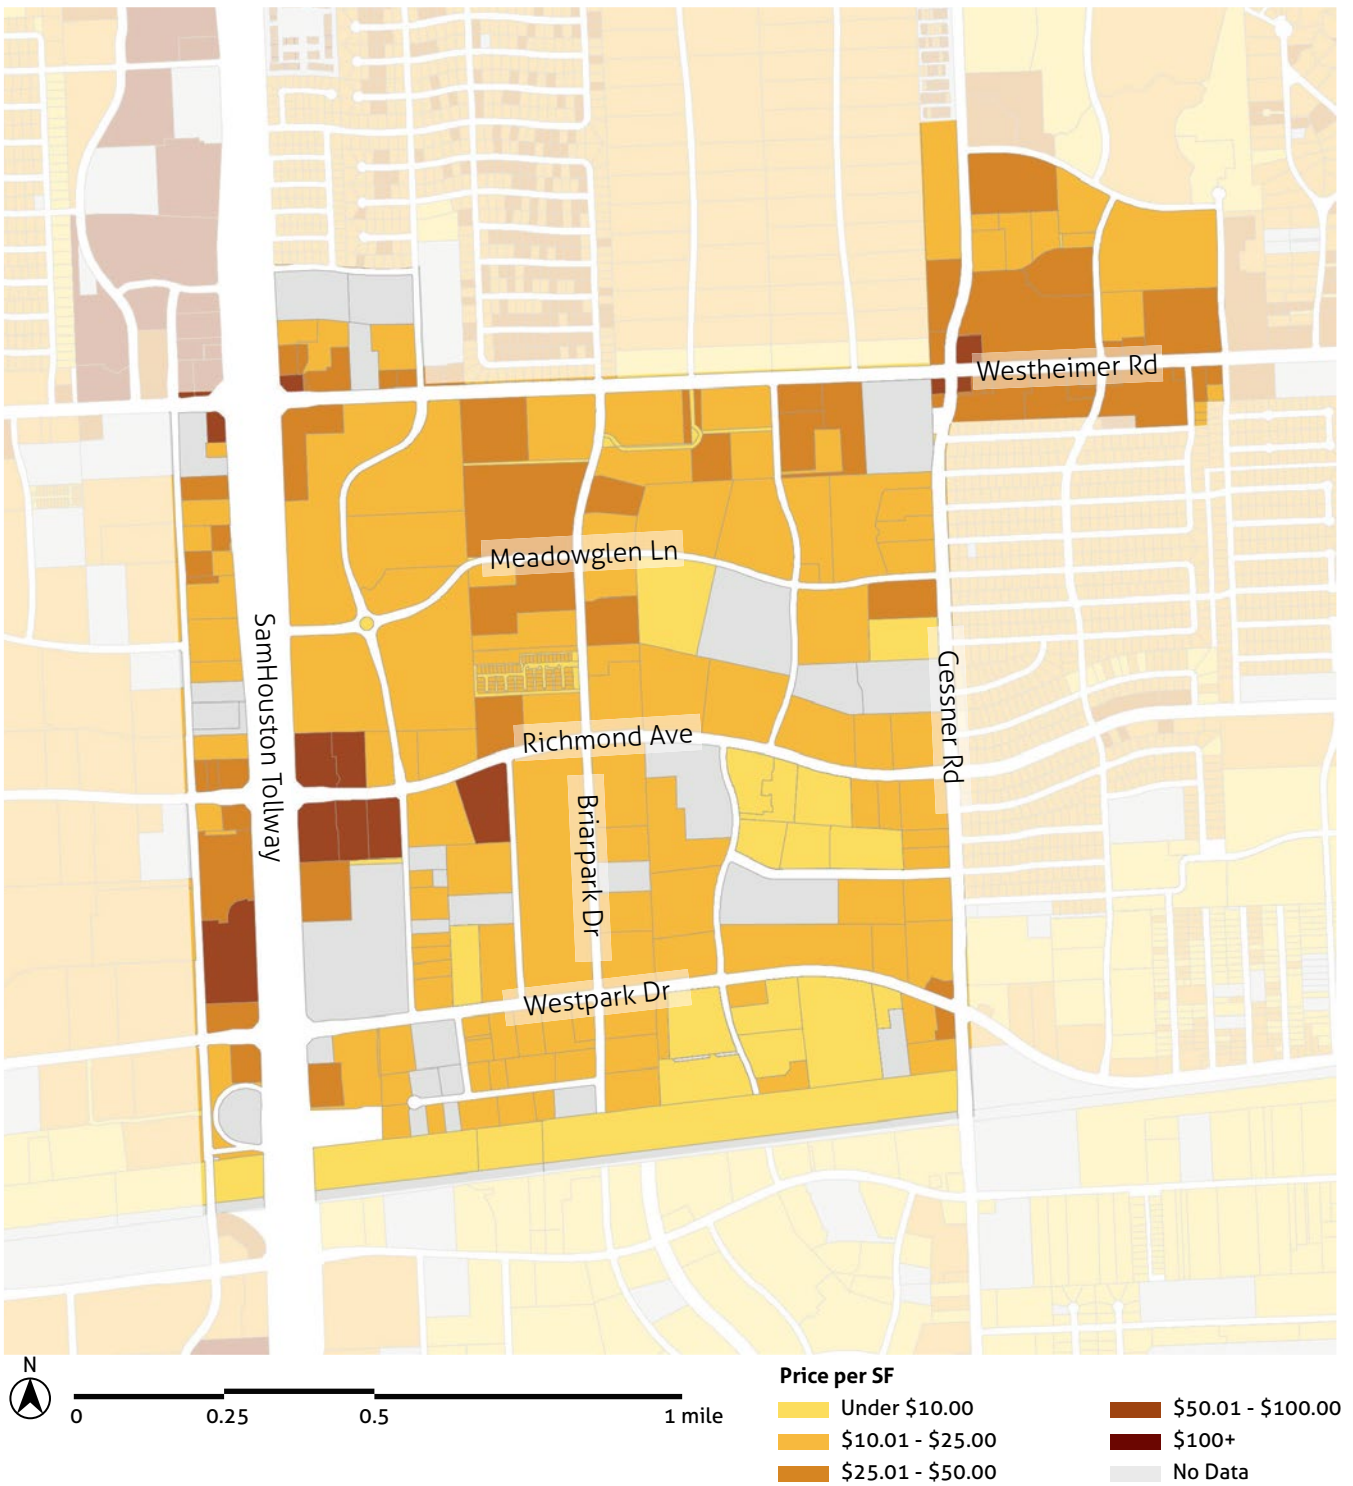 Westheimer Rd
Meadowglen Ln
SamHouston Tollway
Gessner Rd
Richmond Ave
Briarpark Dr
Westpark Dr
N
0 0.25 0.5 1 mile
Price per SF
Under $10.00
$10.01 - $25.00
$25.01 - $50.00
$50.01 - $100.00
$100+
No Data